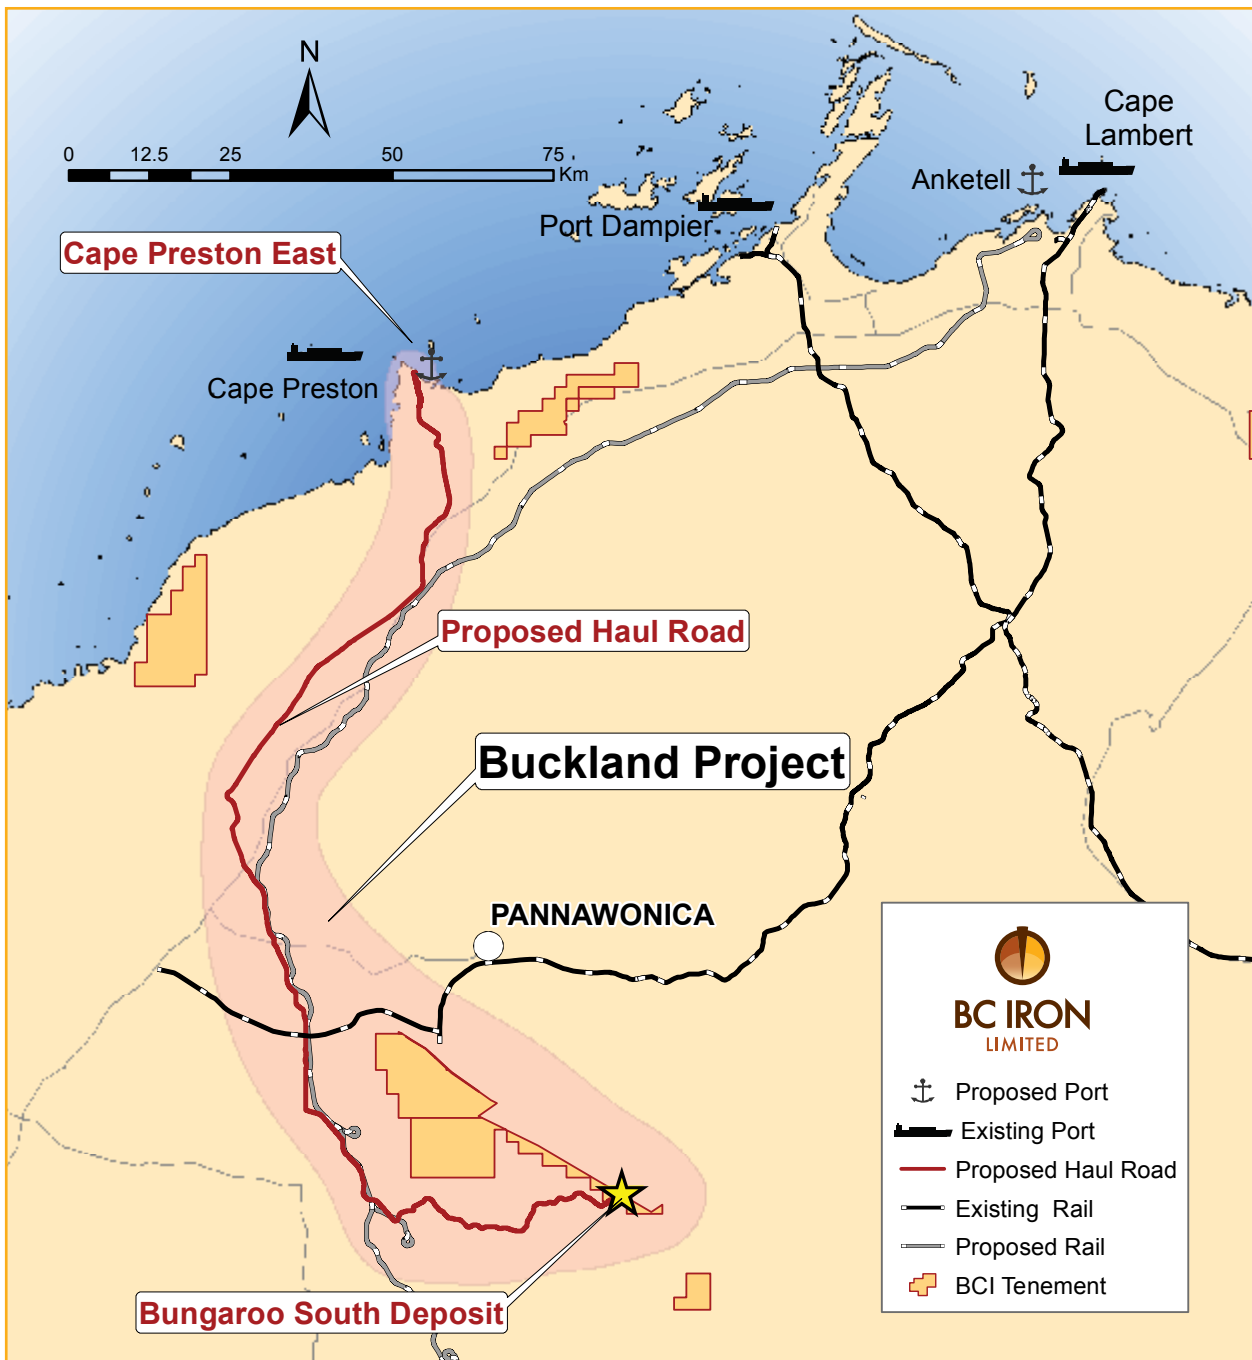 N
0 12.5 25 50 75
Km
Cape
Lambert
Anketell
Port Dampier
Cape Preston East
Cape Preston
Proposed Haul Road
Buckland Project
PANNAWONICA
Bungaroo South Deposit
BC IRON
LIMITED
Proposed Port
Existing Port
Proposed Haul Road
Existing Rail
Proposed Rail
BCI Tenement